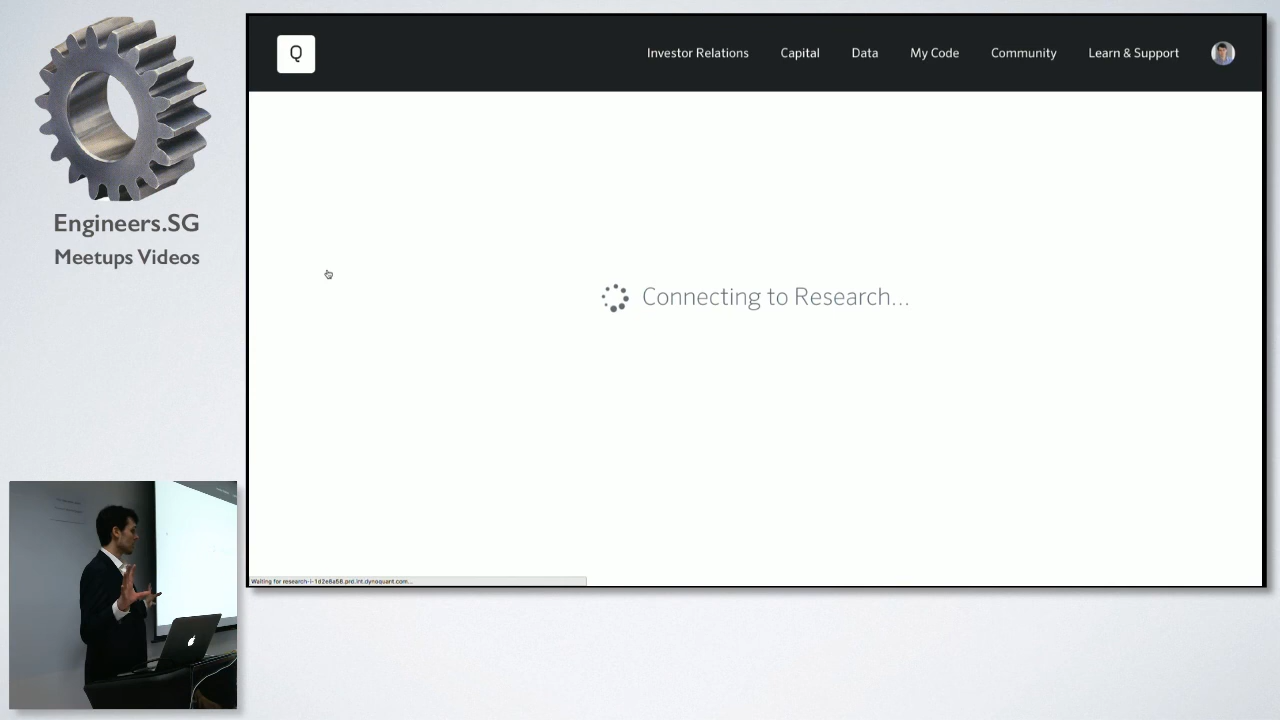 Engineers.SG
Meetups Videos
Q
Investor Relations Capital Data My Code Community Learn & Support
Connecting to Research...